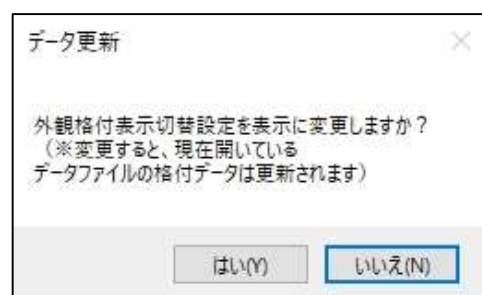 データ更新
外観格付表示切替設定を表示に変更しますか？
（※変更すると、現在開いている
データファイルの格付データは更新されます）
はい(Y)
いいえ(N)